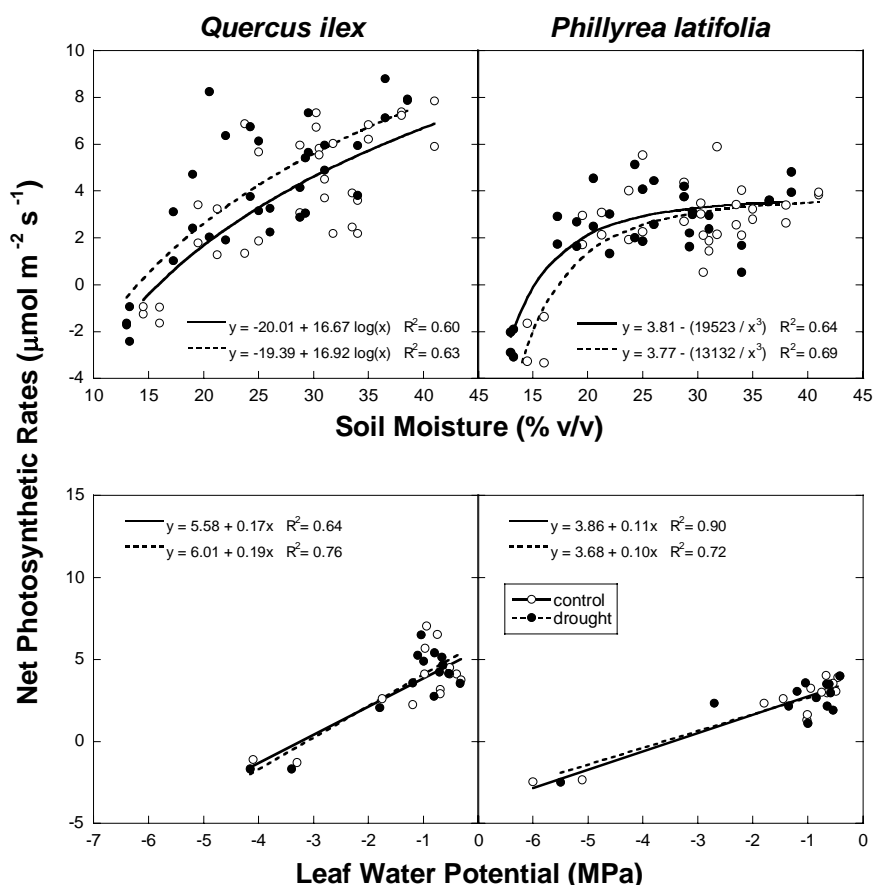 Quercus ilex
Phillyrea latifolia
Net Photosynthetic Rates (μmol m⁻² s⁻¹)
10
8
6
4
2
0
-2
-4
y = -20.01 + 16.67 log(x) R²= 0.60
y = -19.39 + 16.92 log(x) R²= 0.63
y = 3.81 - (19523 / x³) R²= 0.64
y = 3.77 - (13132 / x³) R²= 0.69
10 15 20 25 30 35 40 45 15 20 25 30 35 40 45
Soil Moisture (% v/v)
15
10
5
0
-5
y = 5.58 + 0.17x R²= 0.64
y = 6.01 + 0.19x R²= 0.76
y = 3.86 + 0.11x R²= 0.90
y = 3.68 + 0.10x R²= 0.72
control
drought
-7 -6 -5 -4 -3 -2 -1 0 -6 -5 -4 -3 -2 -1 0
Leaf Water Potential (MPa)